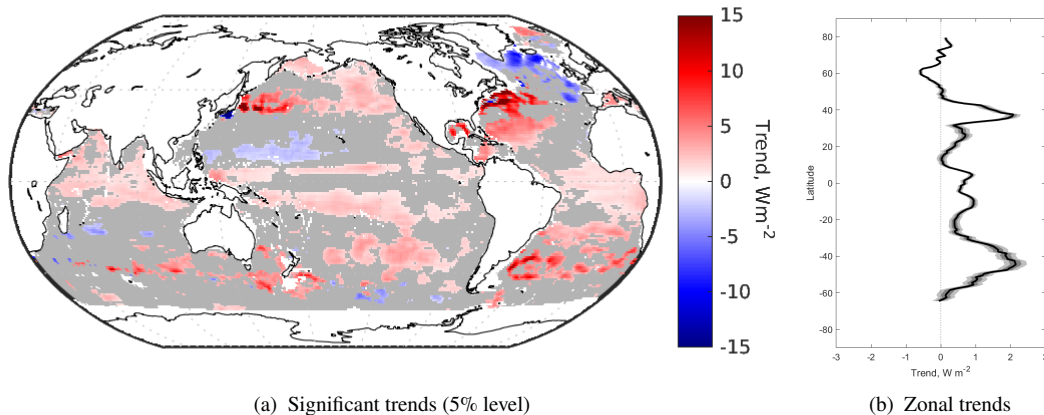 15
10
5
0
-5
-10
-15
Trend, Wm-2
80
60
40
20
0
-20
-40
-60
-80
Latitude
-3 -2 -1 0 1 2 3
Trend, W m-2
(a) Significant trends (5% level)
(b) Zonal trends